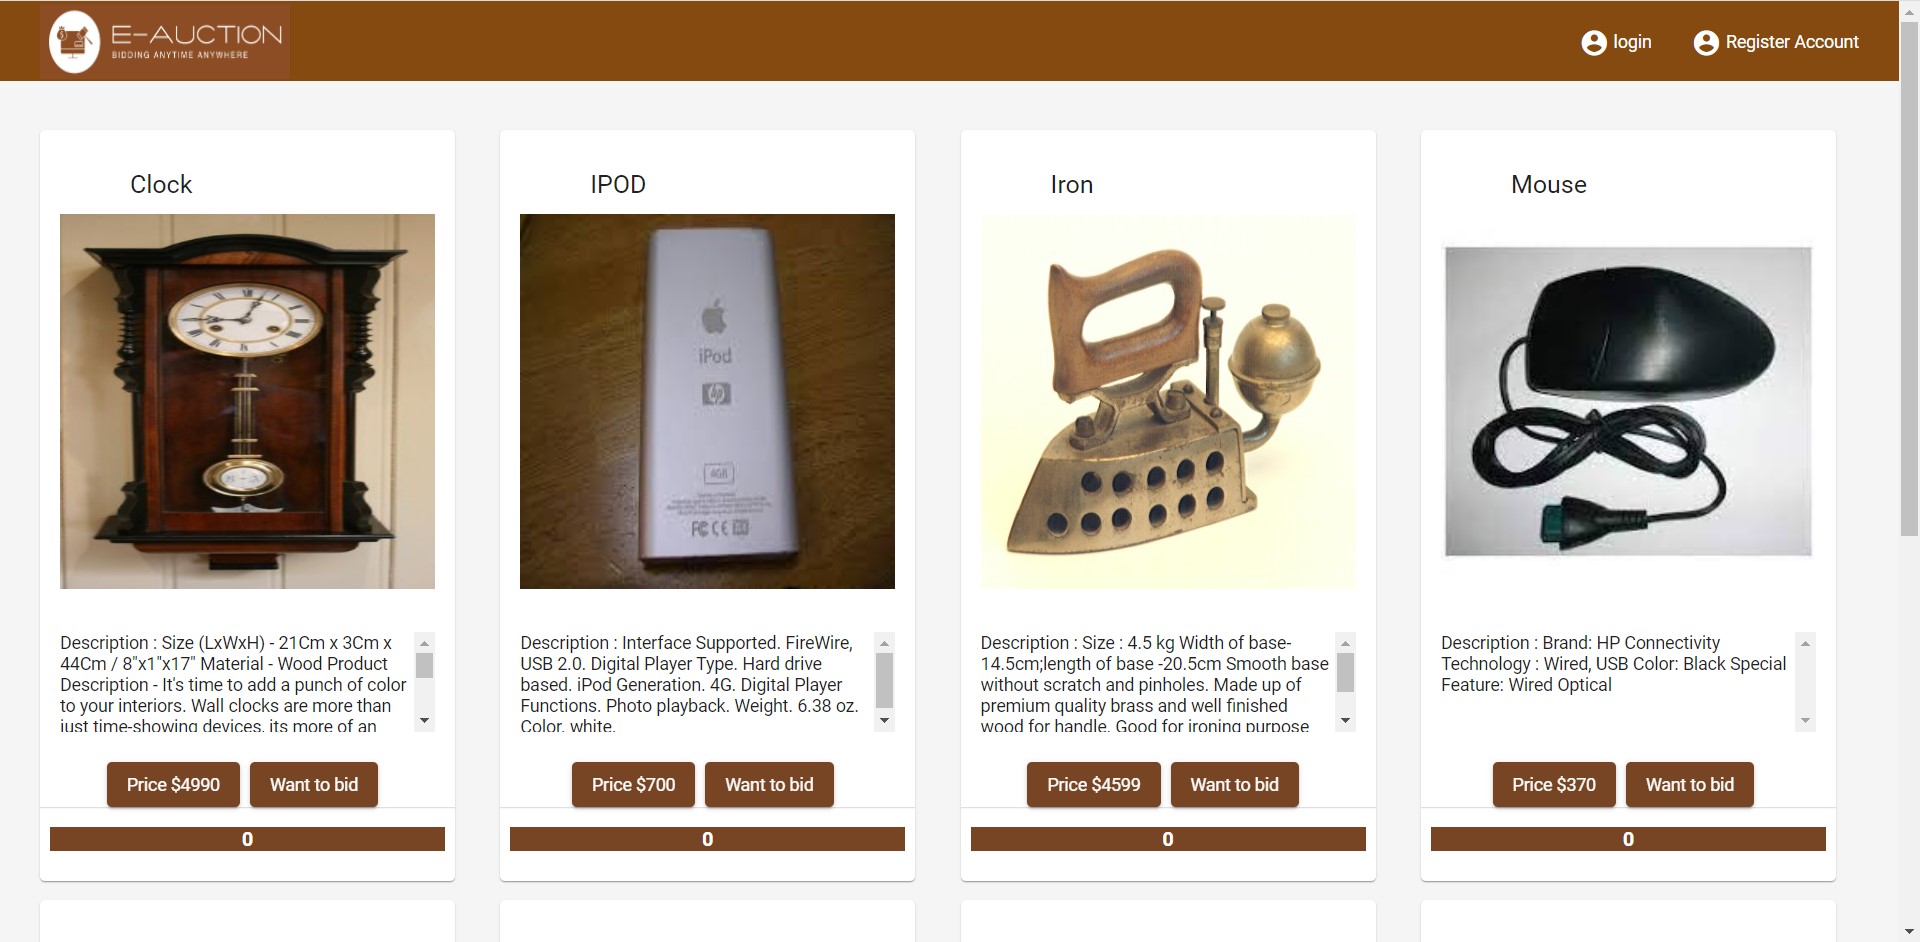 E-AUCTION
BIDDING ANYTIME ANYWHERE
login
Register Account
Clock
IPOD
Iron
Mouse
iPod
hp
4GB
FC CE
Description : Size (LxWxH) - 21Cm x 3Cm x
44Cm / 8"x1"x17" Material - Wood Product
Description - It's time to add a punch of color
to your interiors. Wall clocks are more than
just time-showing devices, its more of an
Description : Interface Supported. FireWire,
USB 2.0. Digital Player Type. Hard drive
based. iPod Generation. 4G. Digital Player
Functions. Photo playback. Weight. 6.38 oz.
Color. white.
Description : Size : 4.5 kg Width of base-
14.5cm;length of base -20.5cm Smooth base
without scratch and pinholes. Made up of
premium quality brass and well finished
wood for handle. Good for ironing purpose
Description : Brand: HP Connectivity
Technology : Wired, USB Color: Black Special
Feature: Wired Optical
Price $4990
Want to bid
Price $700
Want to bid
Price $4599
Want to bid
Price $370
Want to bid
0
0
0
0